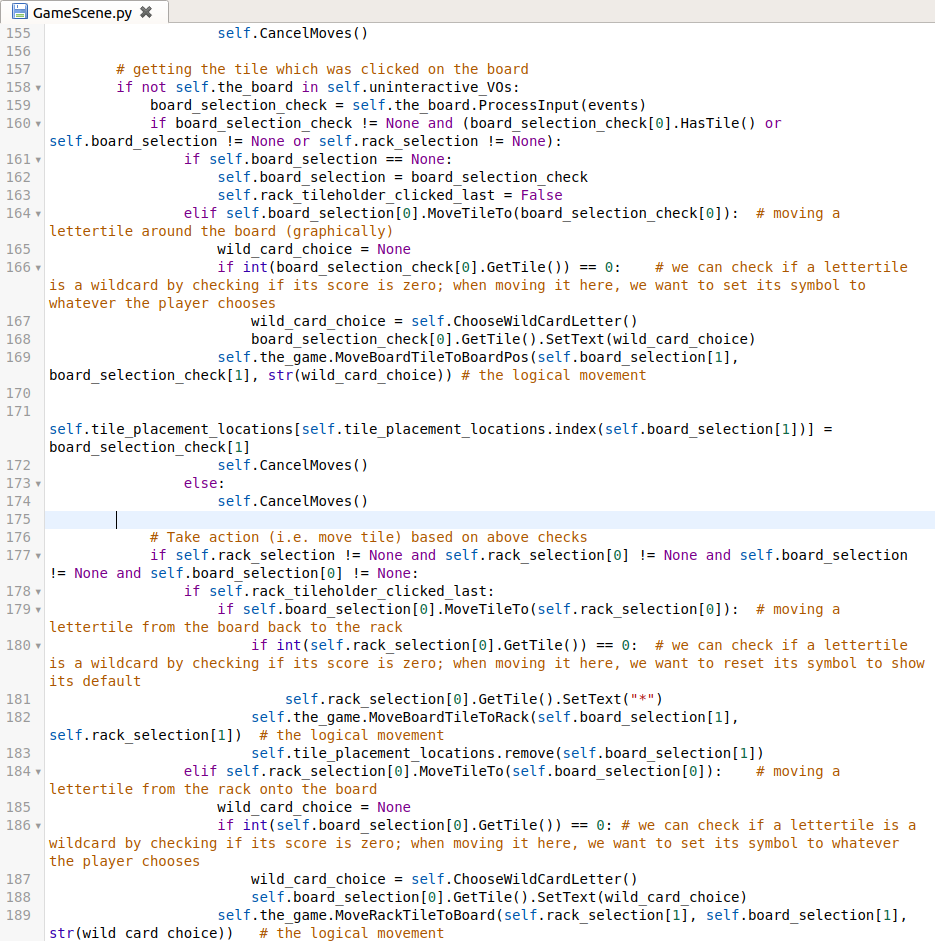 GameScene.py
155 self.CancelMoves()
156
157 # getting the tile which was clicked on the board
158 if not self.the_board in self.uninteractive_VOs:
159 board_selection_check = self.the_board.ProcessInput(events)
160 if board_selection_check != None and (board_selection_check[0].HasTile() or
self.board_selection != None or self.rack_selection != None):
161 if self.board_selection == None:
162 self.board_selection = board_selection_check
163 self.rack_tileholder_clicked_last = False
164 elif self.board_selection[0].MoveTileTo(board_selection_check[0]): # moving a
lettertile around the board (graphically)
165 wild_card_choice = None
166 if int(board_selection_check[0].GetTile()) == 0: # we can check if a lettertile
is a wildcard by checking if its score is zero; when moving it here, we want to set its symbol to
whatever the player chooses
167 wild_card_choice = self.ChooseWildCardLetter()
168 board_selection_check[0].GetTile().SetText(wild_card_choice)
169 self.the_game.MoveBoardTileToBoardPos(self.board_selection[1],
board_selection_check[1], str(wild_card_choice)) # the logical movement
170
171
self.tile_placement_locations[self.tile_placement_locations.index(self.board_selection[1])] =
board_selection_check[1]
172 self.CancelMoves()
173 else:
174 self.CancelMoves()
175
176 # Take action (i.e. move tile) based on above checks
177 if self.rack_selection != None and self.rack_selection[0] != None and self.board_selection
!= None and self.board_selection[0] != None:
178 if self.rack_tileholder_clicked_last:
179 if self.board_selection[0].MoveTileTo(self.rack_selection[0]): # moving a
lettertile from the board back to the rack
180 if int(self.rack_selection[0].GetTile()) == 0: # we can check if a lettertile
is a wildcard by checking if its score is zero; when moving it here, we want to reset its symbol to show
its default
181 self.rack_selection[0].GetTile().SetText("*")
182 self.the_game.MoveBoardTileToRack(self.board_selection[1],
self.rack_selection[1]) # the logical movement
183 self.tile_placement_locations.remove(self.board_selection[1])
184 elif self.rack_selection[0].MoveTileTo(self.board_selection[0]): # moving a
lettertile from the rack onto the board
185 wild_card_choice = None
186 if int(self.board_selection[0].GetTile()) == 0: # we can check if a lettertile is a
wildcard by checking if its score is zero; when moving it here, we want to set its symbol to whatever
the player chooses
187 wild_card_choice = self.ChooseWildCardLetter()
188 self.board_selection[0].GetTile().SetText(wild_card_choice)
189 self.the_game.MoveRackTileToBoard(self.rack_selection[1], self.board_selection[1],
str(wild_card_choice)) # the logical movement